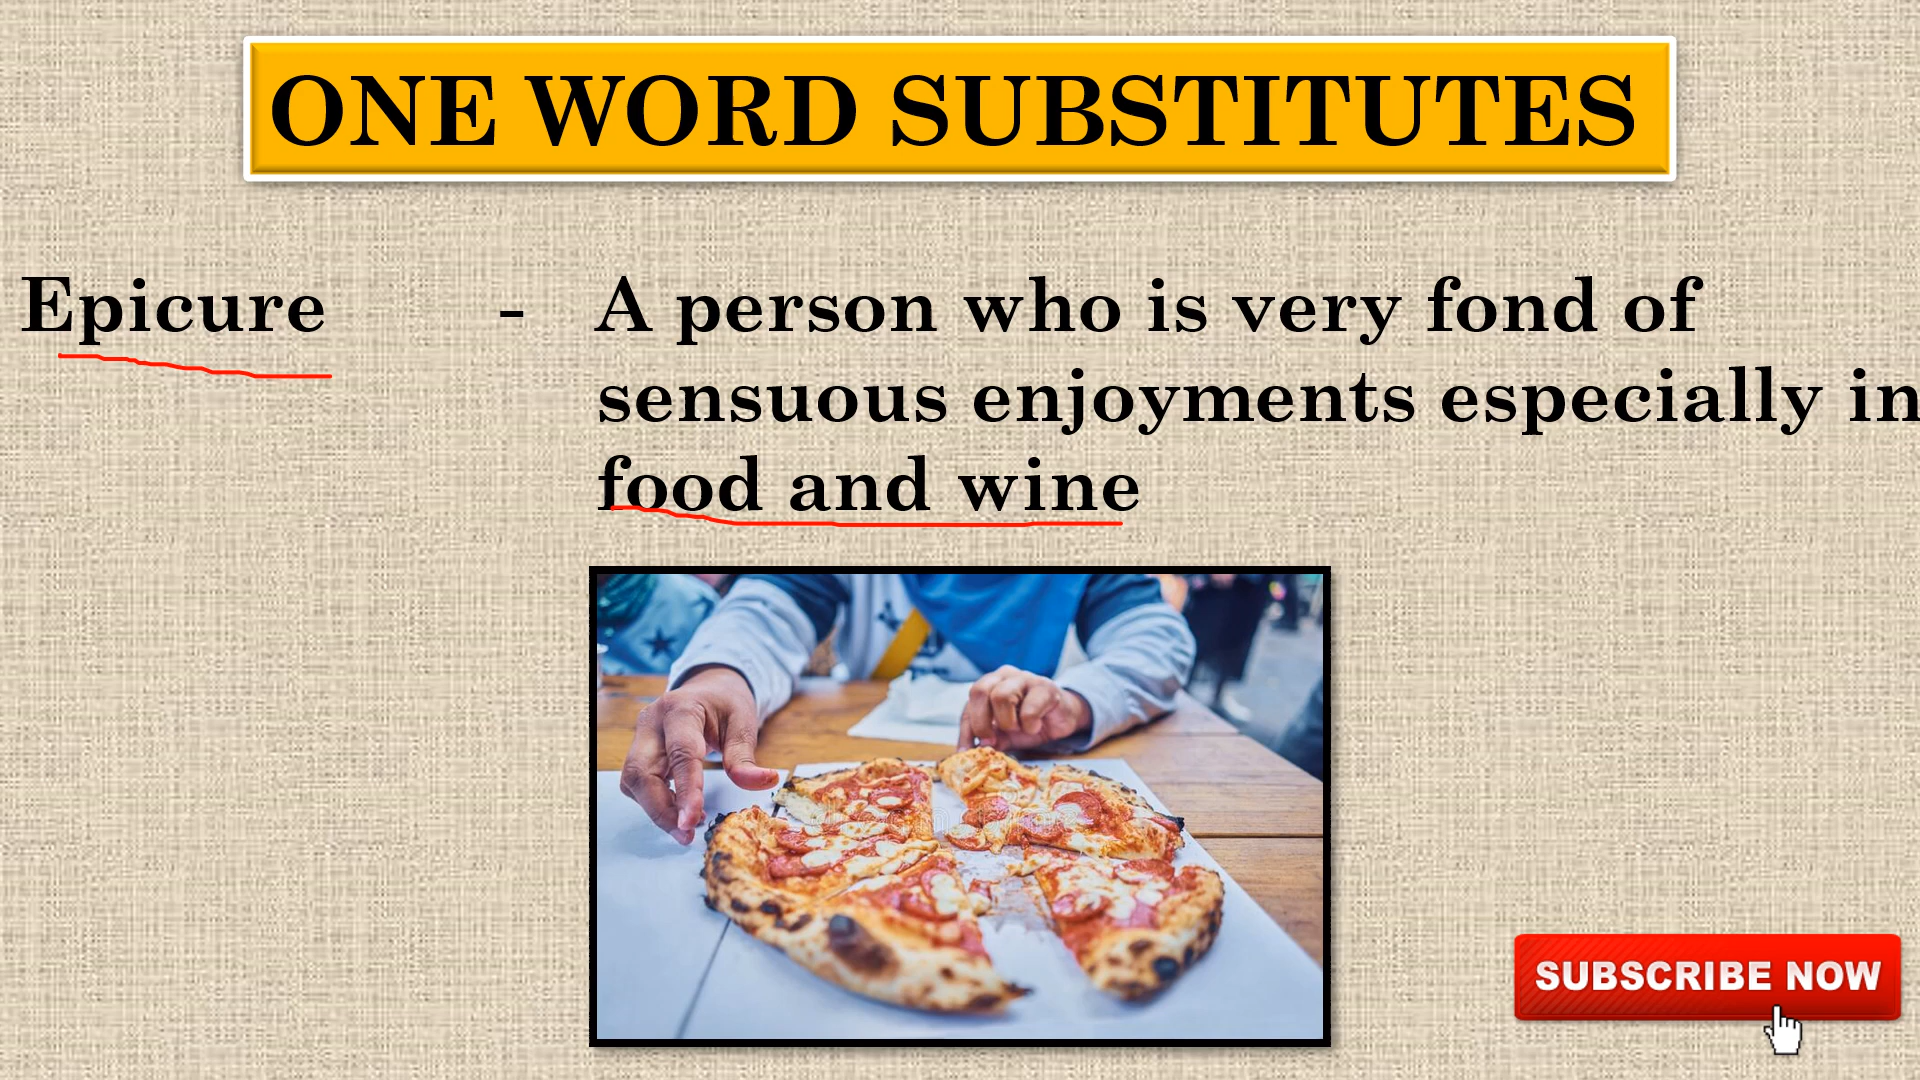 ONE WORD SUBSTITUTES
Epicure - A person who is very fond of
sensuous enjoyments especially in
food and wine
SUBSCRIBE NOW